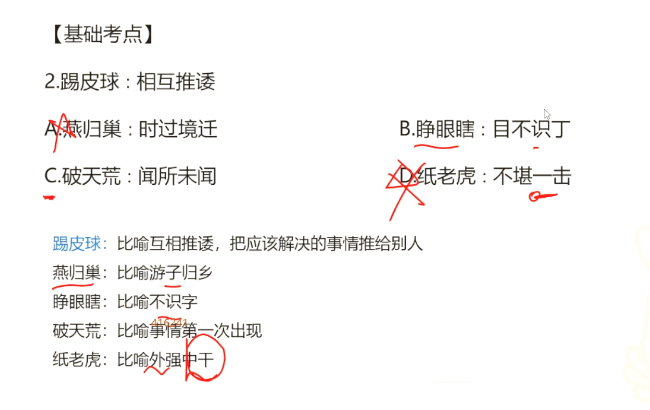 【基础考点】
2.踢皮球：相互推诿
A.燕归巢：时过境迁 B.睁眼瞎：目不识丁
C.破天荒：闻所未闻 D.纸老虎：不堪一击
踢皮球：比喻互相推诿，把应该解决的事情推给别人
燕归巢：比喻游子归乡
睁眼瞎：比喻不识字
破天荒：比喻事情第一次出现
纸老虎：比喻外强中干